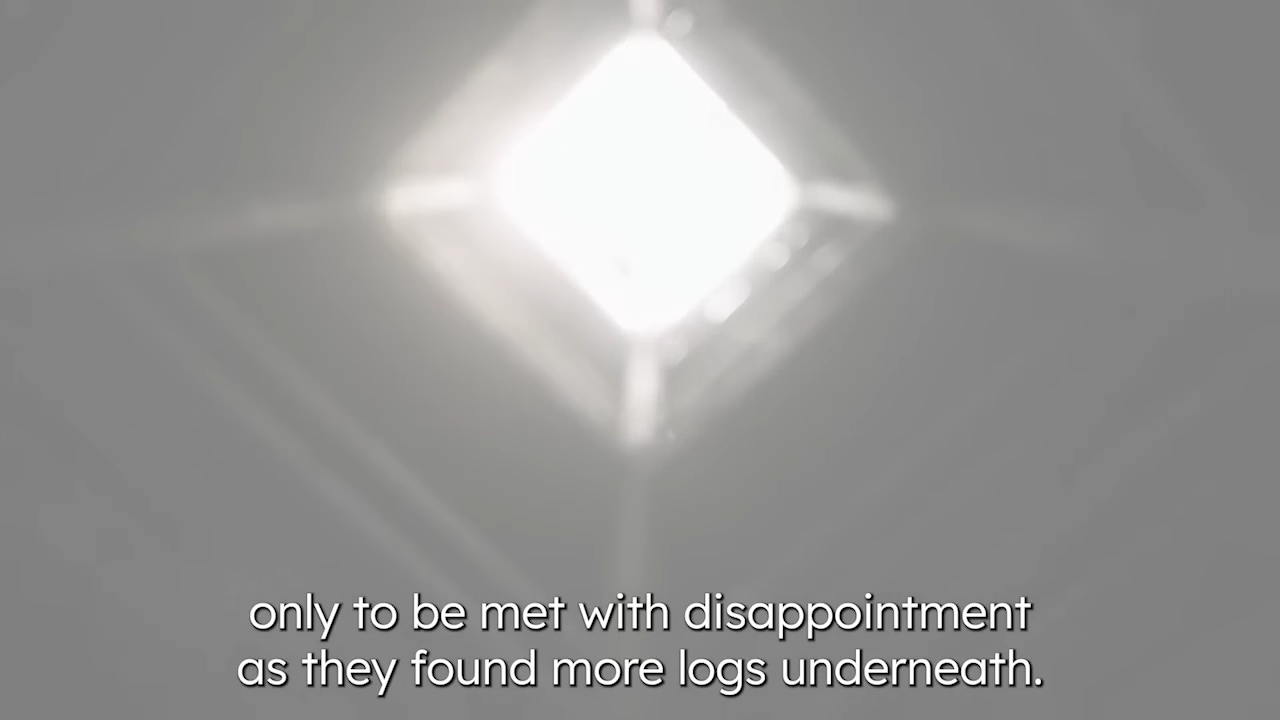 only to be met with disappointment
as they found more logs underneath.